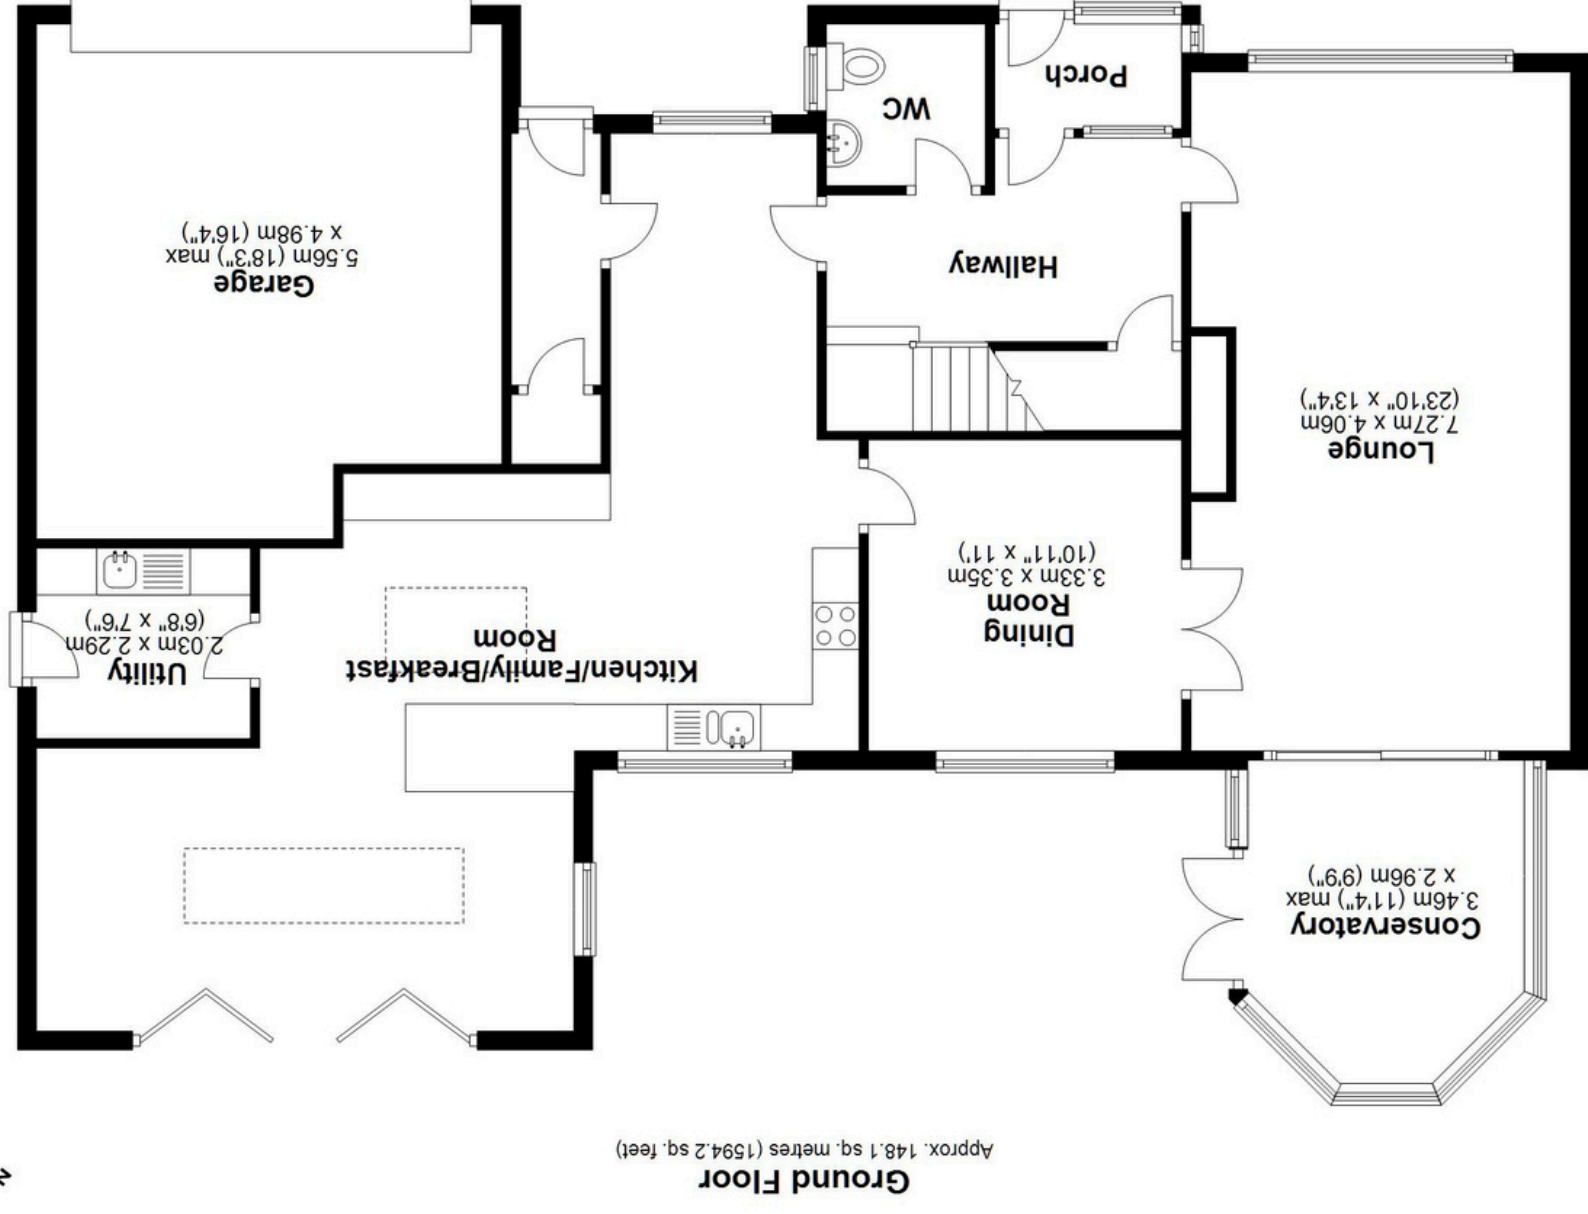 Ground Floor
Approx. 148.1 sq. metres (1594.2 sq. feet)
Conservatory
3.46m (11'4") max
x 2.96m (9'9")
Utility
2.03m x 2.29m
(6'8" x 7'6")
Kitchen/Family/Breakfast
Room
Dining
Room
3.33m x 3.35m
(10'11" x 11')
Lounge
7.27m x 4.06m
(23'10" x 13'4")
Garage
5.56m (18'3") max
x 4.98m (16'4")
Hallway
WC
Porch